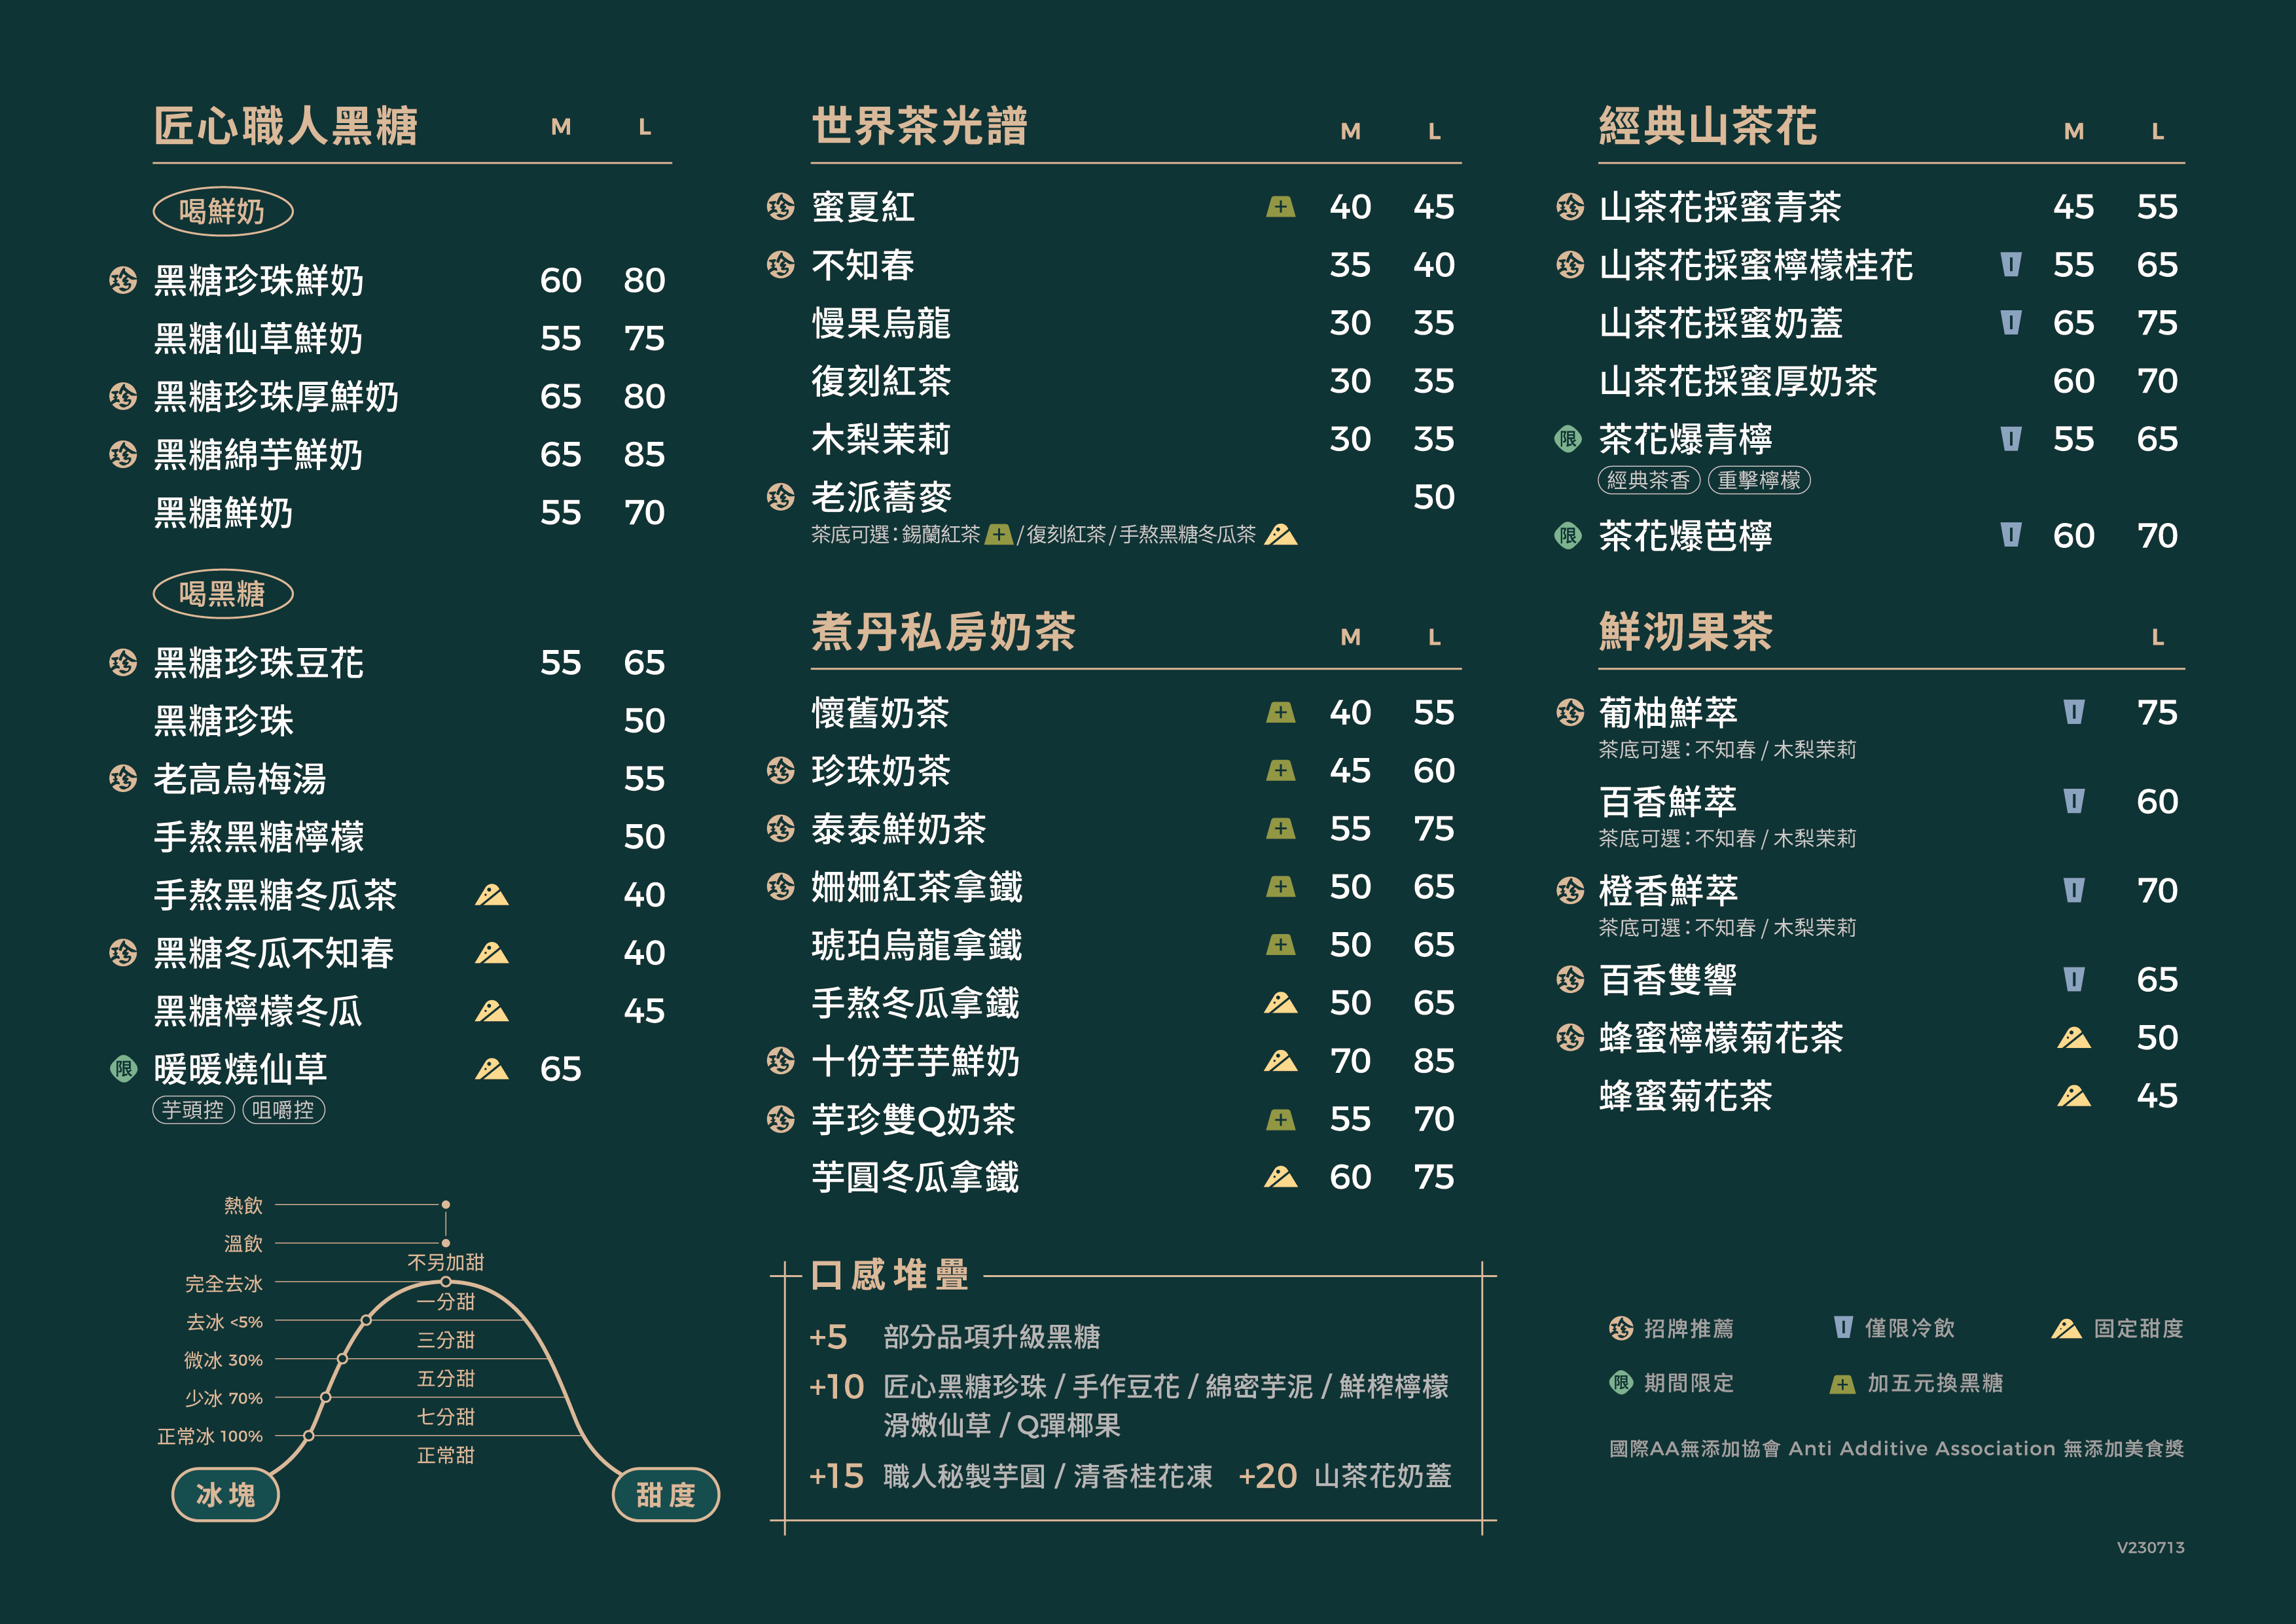 匠心職人黑糖 M L
喝鮮奶
珍 黑糖珍珠鮮奶 60 80
黑糖仙草鮮奶 55 75
珍 黑糖珍珠厚鮮奶 65 80
珍 黑糖綿芋鮮奶 65 85
黑糖鮮奶 55 70
喝黑糖
珍 黑糖珍珠豆花 55 65
黑糖珍珠 50
珍 老高烏梅湯 55
手熬黑糖檸檬 50
手熬黑糖冬瓜茶 40
珍 黑糖冬瓜不知春 40
黑糖檸檬冬瓜 45
限 暖暖燒仙草 65
芋頭控 咀嚼控
熱飲
溫飲
不另加甜
完全去冰
一分甜
去冰 <5%
三分甜
微冰 30%
五分甜
少冰 70%
七分甜
正常冰 100%
正常甜
冰塊 甜度
世界茶光譜 M L
珍 蜜夏紅 + 40 45
珍 不知春 35 40
慢果烏龍 30 35
復刻紅茶 30 35
木梨茉莉 30 35
珍 老派蕎麥 50
茶底可選：錫蘭紅茶 + / 復刻紅茶 / 手熬黑糖冬瓜茶
煮丹私房奶茶 M L
懷舊奶茶 + 40 55
珍 珍珠奶茶 + 45 60
珍 泰泰鮮奶茶 + 55 75
珍 姍姍紅茶拿鐵 + 50 65
琥珀烏龍拿鐵 + 50 65
手熬冬瓜拿鐵 50 65
珍 十份芋芋鮮奶 70 85
珍 芋珍雙Q奶茶 + 55 70
芋圓冬瓜拿鐵 60 75
口感堆疊
+5 部分品項升級黑糖
+10 匠心黑糖珍珠 / 手作豆花 / 綿密芋泥 / 鮮榨檸檬
滑嫩仙草 / Q彈椰果
+15 職人秘製芋圓 / 清香桂花凍 +20 山茶花奶蓋
經典山茶花 M L
珍 山茶花採蜜青茶 45 55
珍 山茶花採蜜檸檬桂花 55 65
山茶花採蜜奶蓋 65 75
山茶花採蜜厚奶茶 60 70
限 茶花爆青檸 55 65
經典茶香 重擊檸檬
限 茶花爆芭檸 60 70
鮮沏果茶 L
珍 葡柚鮮萃 75
茶底可選：不知春 / 木梨茉莉
百香鮮萃 60
茶底可選：不知春 / 木梨茉莉
珍 橙香鮮萃 70
茶底可選：不知春 / 木梨茉莉
珍 百香雙響 65
珍 蜂蜜檸檬菊花茶 50
蜂蜜菊花茶 45
珍 招牌推薦 僅限冷飲 固定甜度
限 期間限定 + 加五元換黑糖
國際AA無添加協會 Anti Additive Association 無添加美食獎
V230713